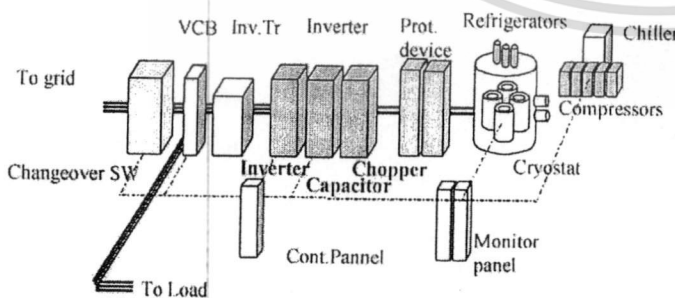 VCB Inv.Tr Inverter Prot. device Refrigerators Chiller
To grid
Compressors
Changeover SW Inverter Capacitor Chopper Cryostat
Cont.Pannel
Monitor panel
To Load